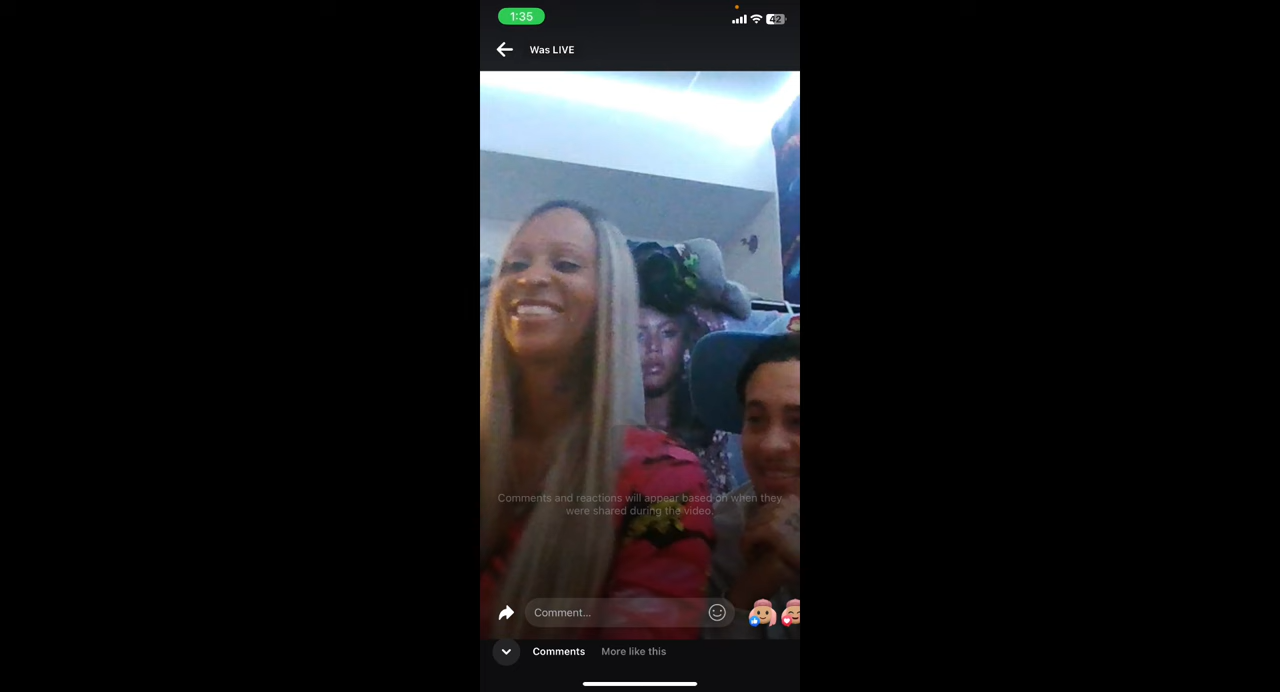 1:35
42
Was LIVE
Comments and reactions will appear based on when they
were shared during the video.
Comment...
Comments
More like this